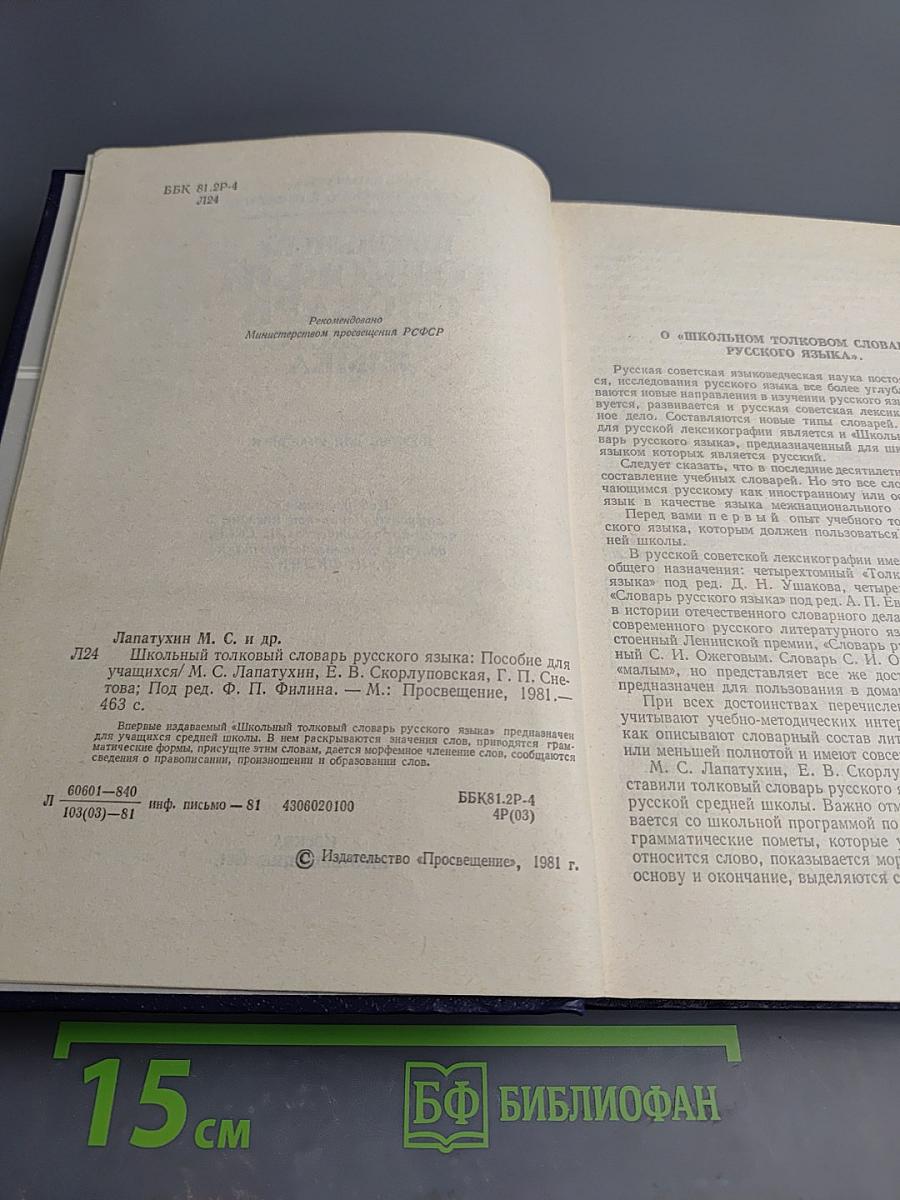 ББК 81.2Р-4
Л24
Рекомендовано
Министерством просвещения РСФСР
Лапатухин М. С. и др.
Л24 Школьный толковый словарь русского языка: Пособие для
учащихся/ М. С. Лапатухин, Е. В. Скорлуповская, Г. П. Сне-
това; Под ред. Ф. П. Филина. — М.: Просвещение, 1981.—
463 с.
Впервые издаваемый «Школьный толковый словарь русского языка» предназначен
для учащихся средней школы. В нем раскрываются значения слов, приводятся грам-
матические формы, присущие этим словам, дается морфемное членение слов, сообщаются
сведения о правописании, произношении и образовании слов.
Л 60601—840
103(03)—81 инф. письмо — 81 4306020100
ББК81.2Р-4
4Р(03)
© Издательство «Просвещение», 1981 г.
О «ШКОЛЬНОМ ТОЛКОВОМ СЛОВА
РУССКОГО ЯЗЫКА».
Русская советская языковедческая наука посто
ся, исследования русского языка все более углуб
ваются новые направления в изучении русского яз
вуется, развивается и русская советская лексик
ное дело. Составляются новые типы словарей.
для русской лексикографии является и «Школь
варь русского языка», предназначенный для шк
языком которых является русский.
Следует сказать, что в последние десятилет
составление учебных словарей. Но это все сло
чающимся русскому как иностранному или о
язык в качестве языка межнационального
Перед вами первый опыт учебного то
ского языка, которым должен пользоваться
ней школы.
В русской советской лексикографии име
общего назначения: четырехтомный «Толк
языка» под ред. Д. Н. Ушакова, четыре
«Словарь русского языка» под ред. А. П. Ев
в истории отечественного словарного дела
современного русского литературного яз
стоенный Ленинской премии, «Словарь р
ный С. И. Ожеговым. Словарь С. И. О
«малым», но представляет все же дос
предназначен для пользования в дома
При всех достоинствах перечисле
учитывают учебно-методических интер
как описывают словарный состав лит
или меньшей полнотой и имеют совсе
М. С. Лапатухин, Е. В. Скорлу
ставили толковый словарь русского я
русской средней школы. Важно отм
вается со школьной программой по
грамматические пометы, которые у
относится слово, показывается мор
основу и окончание, выделяются с
15 см
БФ БИБЛИОФАН